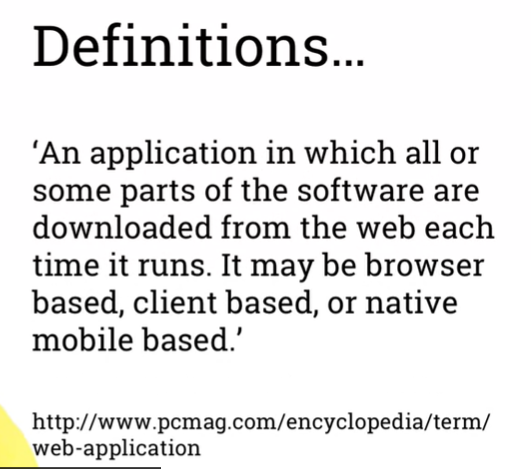 Definitions...
‘An application in which all or
some parts of the software are
downloaded from the web each
time it runs. It may be browser
based, client based, or native
mobile based.’
http://www.pcmag.com/encyclopedia/term/
web-application